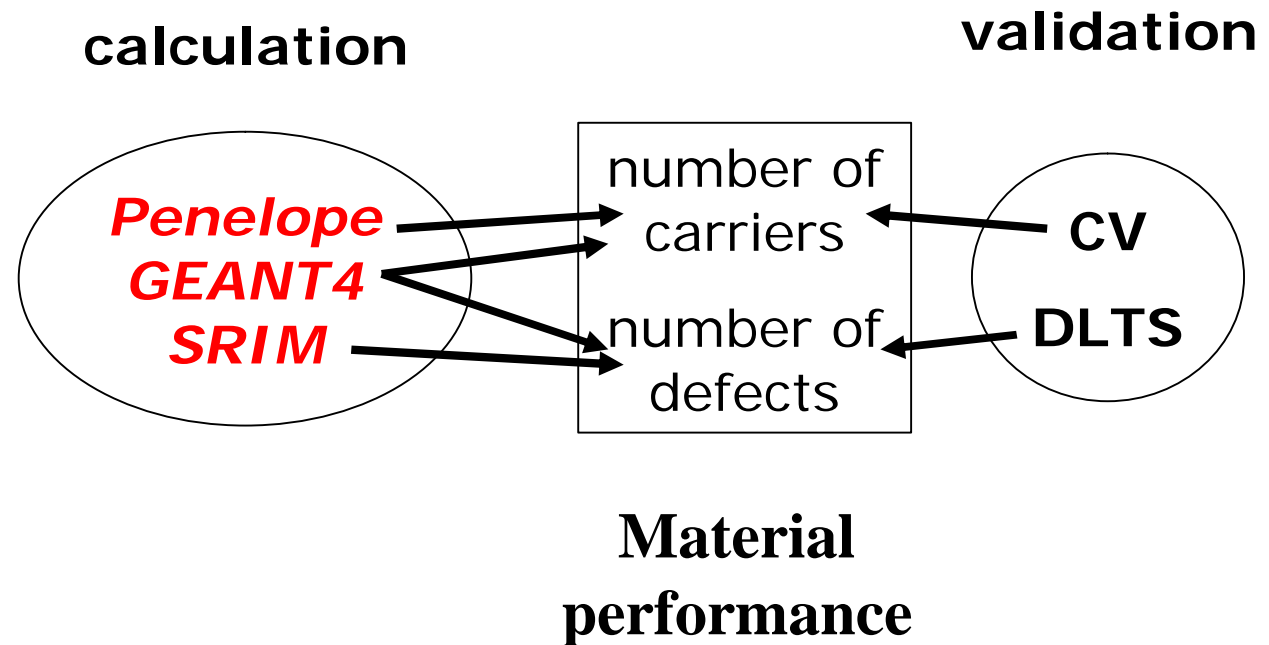 calculation
validation
Penelope
GEANT4
SRIM
number of
carriers
number of
defects
CV
DLTS
Material
performance